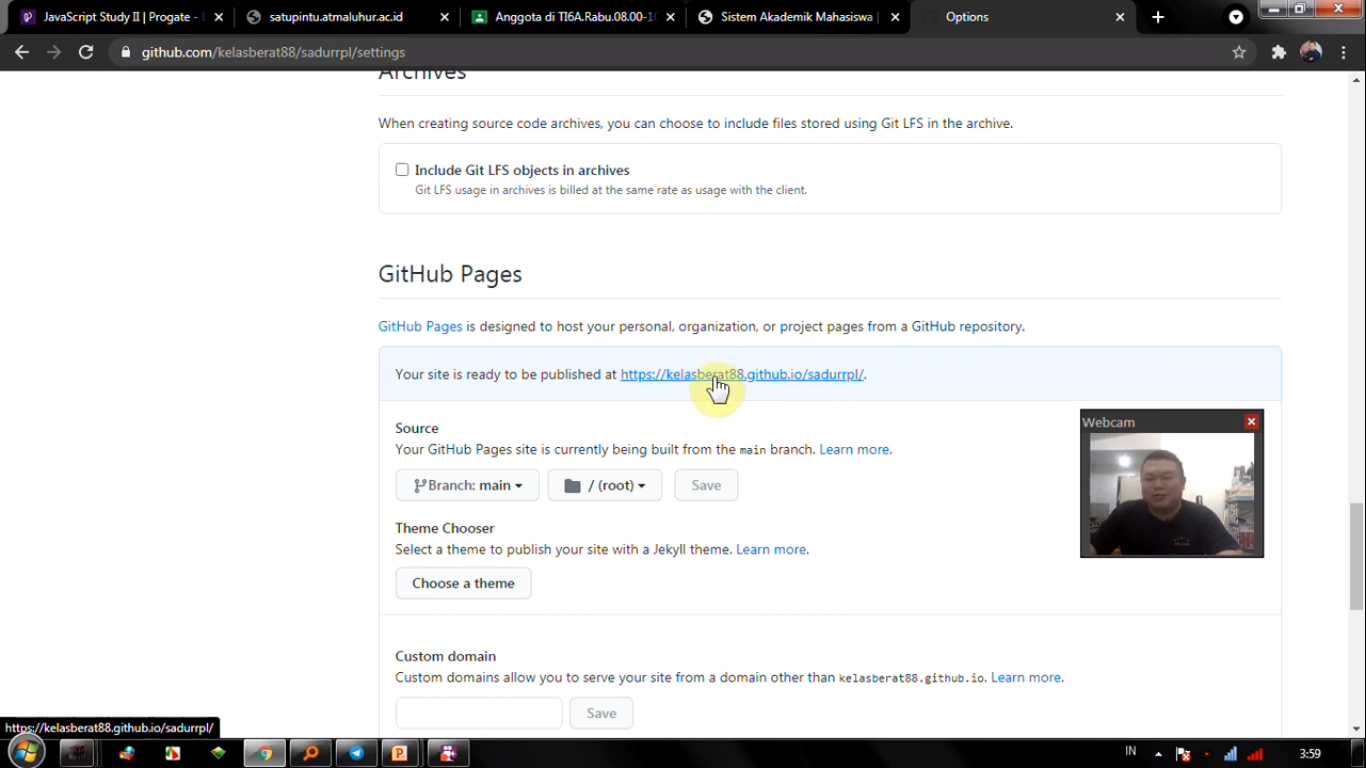 JavaScript Study II | Progate -
satupintu.atmaluhur.ac.id
Anggota di TI6A.Rabu.08.00-1
Sistem Akademik Mahasiswa |
Options
github.com/kelasberat88/sadurrpl/settings
Archives
When creating source code archives, you can choose to include files stored using Git LFS in the archive.
Include Git LFS objects in archives
Git LFS usage in archives is billed at the same rate as usage with the client.
GitHub Pages
GitHub Pages is designed to host your personal, organization, or project pages from a GitHub repository.
Your site is ready to be published at https://kelasberat88.github.io/sadurrpl/.
Webcam
Source
Your GitHub Pages site is currently being built from the main branch. Learn more.
Branch: main
/ (root)
Save
Theme Chooser
Select a theme to publish your site with a Jekyll theme. Learn more.
Choose a theme
Custom domain
Custom domains allow you to serve your site from a domain other than kelasberat88.github.io. Learn more.
Save
https://kelasberat88.github.io/sadurrpl/
IN
3:59